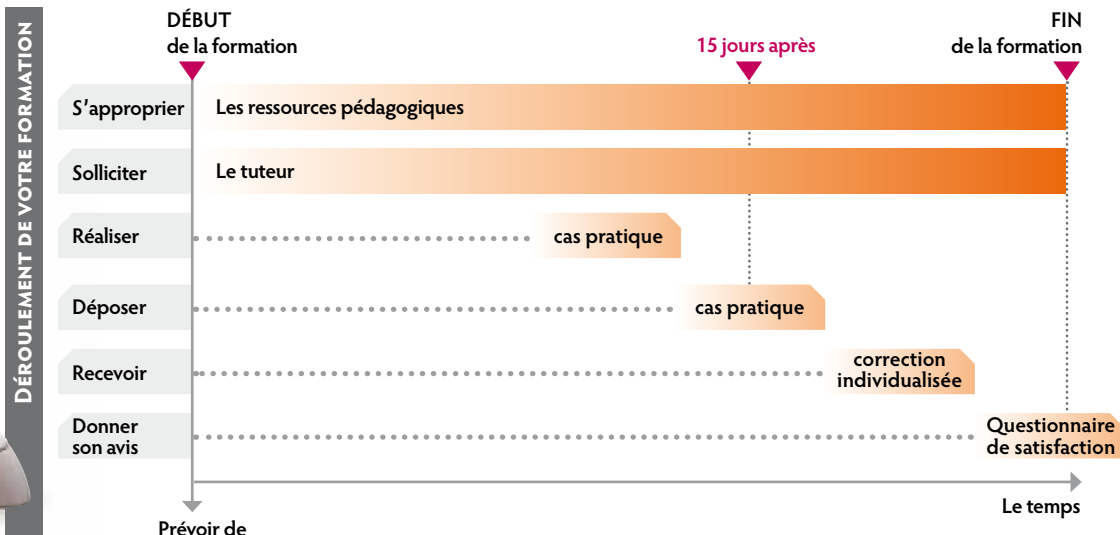 DÉROULEMENT DE VOTRE FORMATION
DÉBUT
de la formation
15 jours après
FIN
de la formation
S'approprier
Les ressources pédagogiques
Solliciter
Le tuteur
Réaliser
cas pratique
Déposer
cas pratique
Recevoir
correction
individualisée
Donner
son avis
Questionnaire
de satisfaction
Le temps
Prévoir de